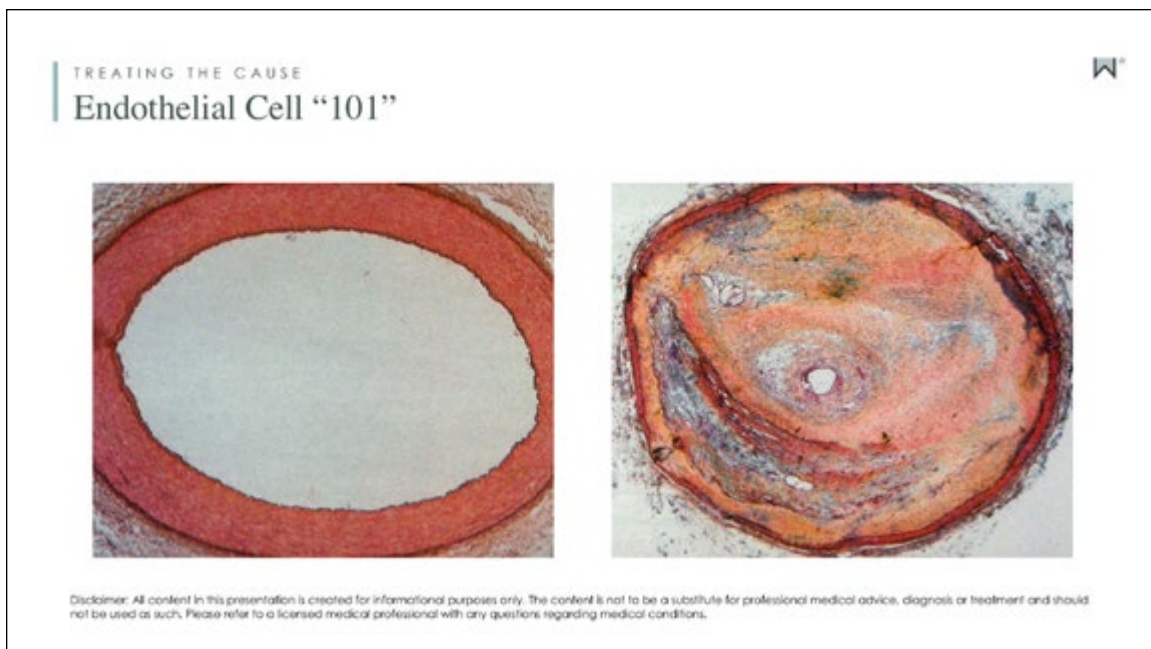 TREATING THE CAUSE
Endothelial Cell “101”
Disclaimer: All content in this presentation is created for informational purposes only. The content is not to be a substitute for professional medical advice, diagnosis or treatment and should
not be used as such. Please refer to a licensed medical professional with any questions regarding medical conditions.